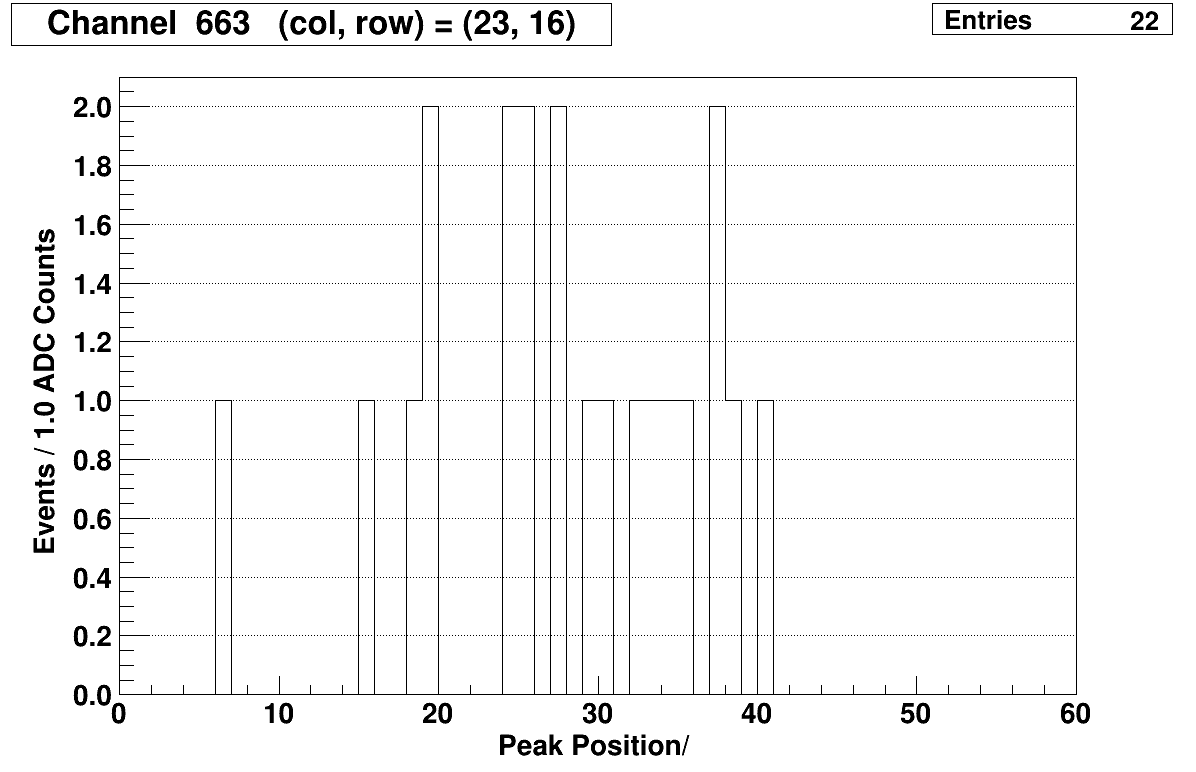 Channel 663 (col, row) = (23, 16)
Entries 22
Events / 1.0 ADC Counts
2.0
1.8
1.6
1.4
1.2
1.0
0.8
0.6
0.4
0.2
0.0
0 10 20 30 40 50 60
Peak Position/